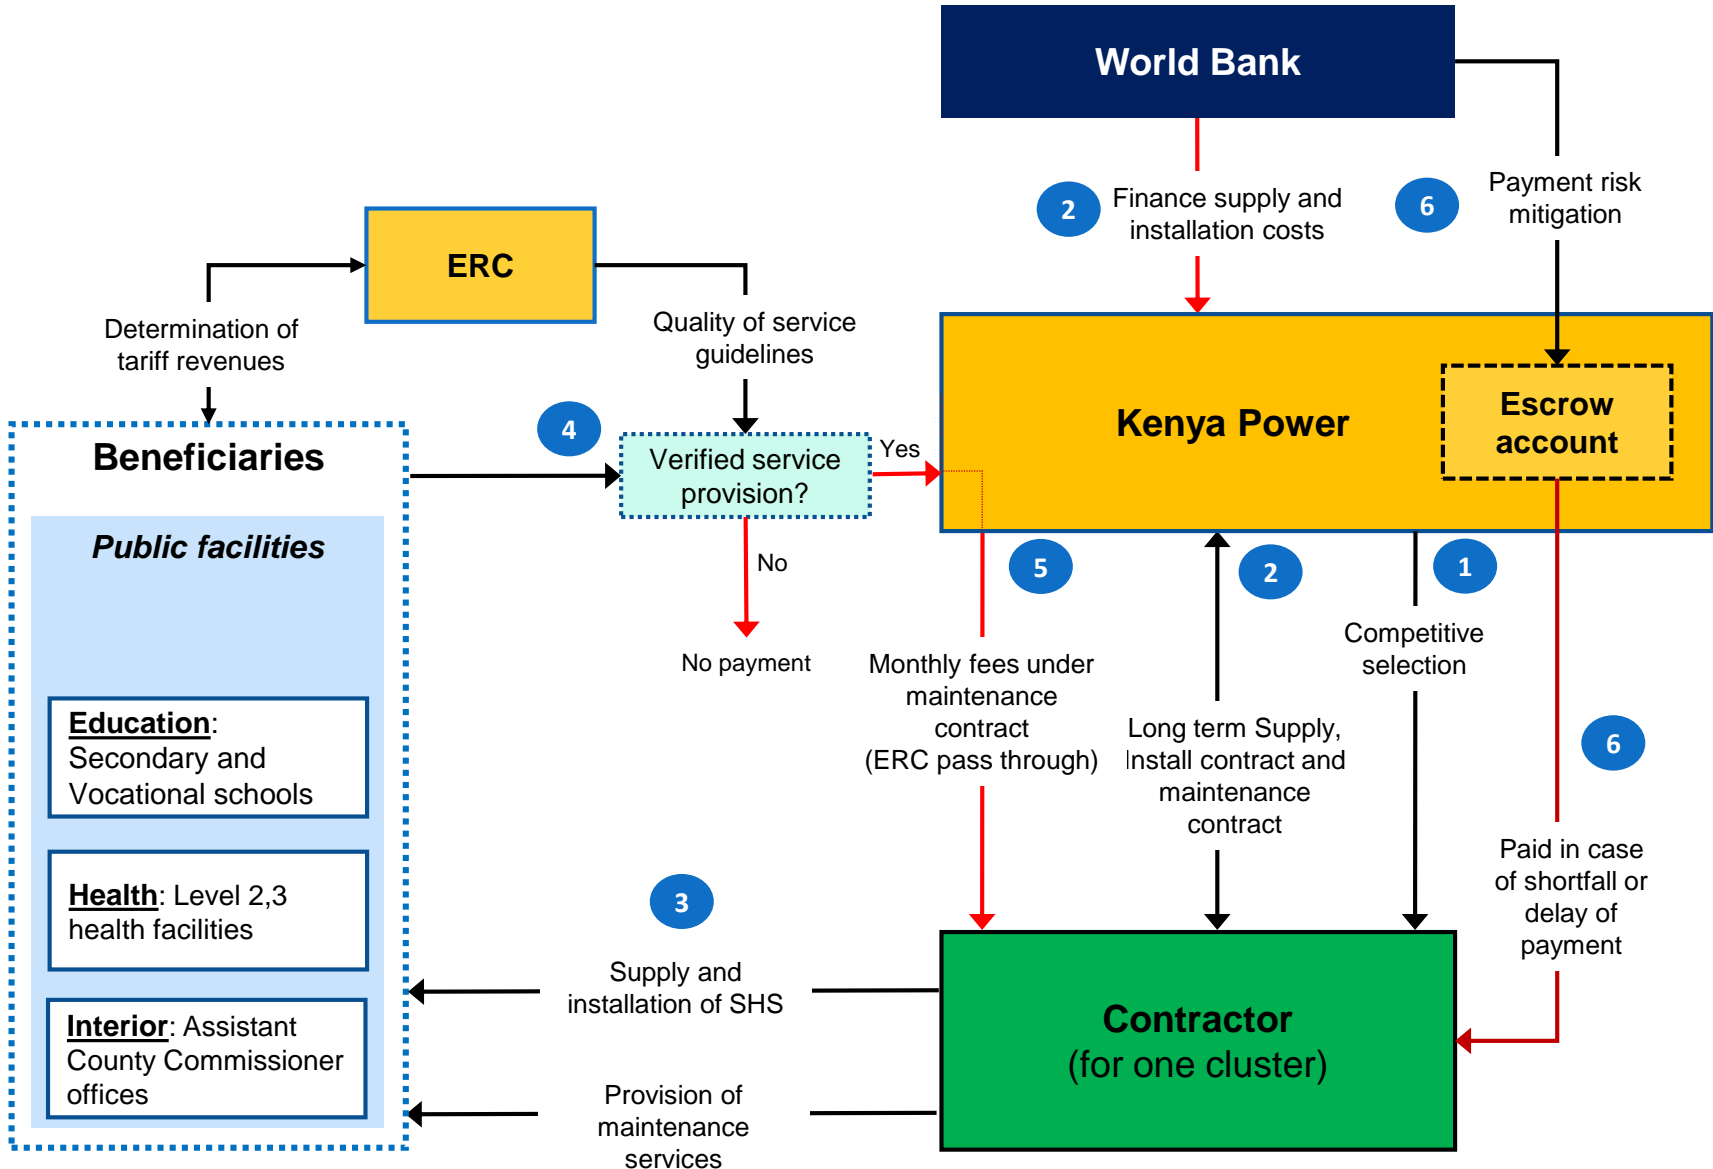 World Bank
2
Finance supply and
installation costs
6
Payment risk
mitigation
ERC
Determination of
tariff revenues
Quality of service
guidelines
Kenya Power
Escrow
account
4
Verified service
provision?
Yes
No
No payment
Beneficiaries
Public facilities
Education:
Secondary and
Vocational schools
Health: Level 2,3
health facilities
Interior: Assistant
County Commissioner
offices
5
2
1
Competitive
selection
Monthly fees under
maintenance
contract
(ERC pass through)
Long term Supply,
Install contract and
maintenance
contract
6
Paid in case
of shortfall or
delay of
payment
3
Supply and
installation of SHS
Provision of
maintenance
services
Contractor
(for one cluster)